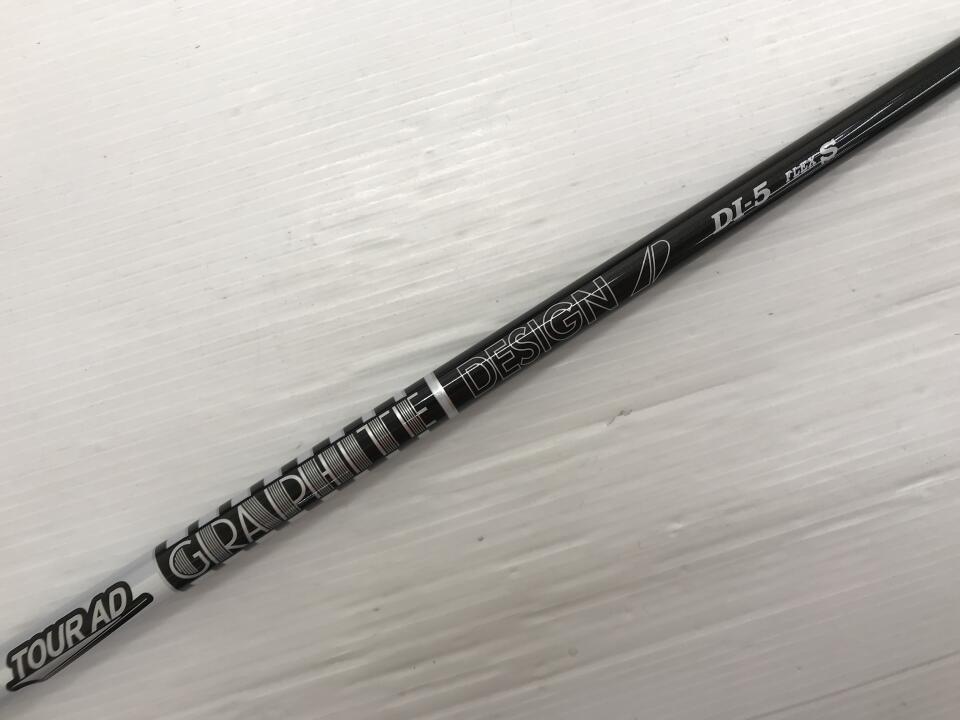 TOUR AD
GRAPHITE DESIGN
DI-5 FLEX S